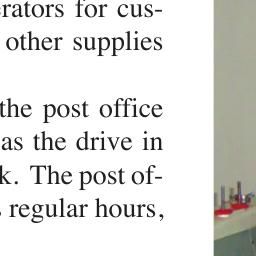 erators for cus-
other supplies
the post office
as the drive in
k. The post of-
regular hours,